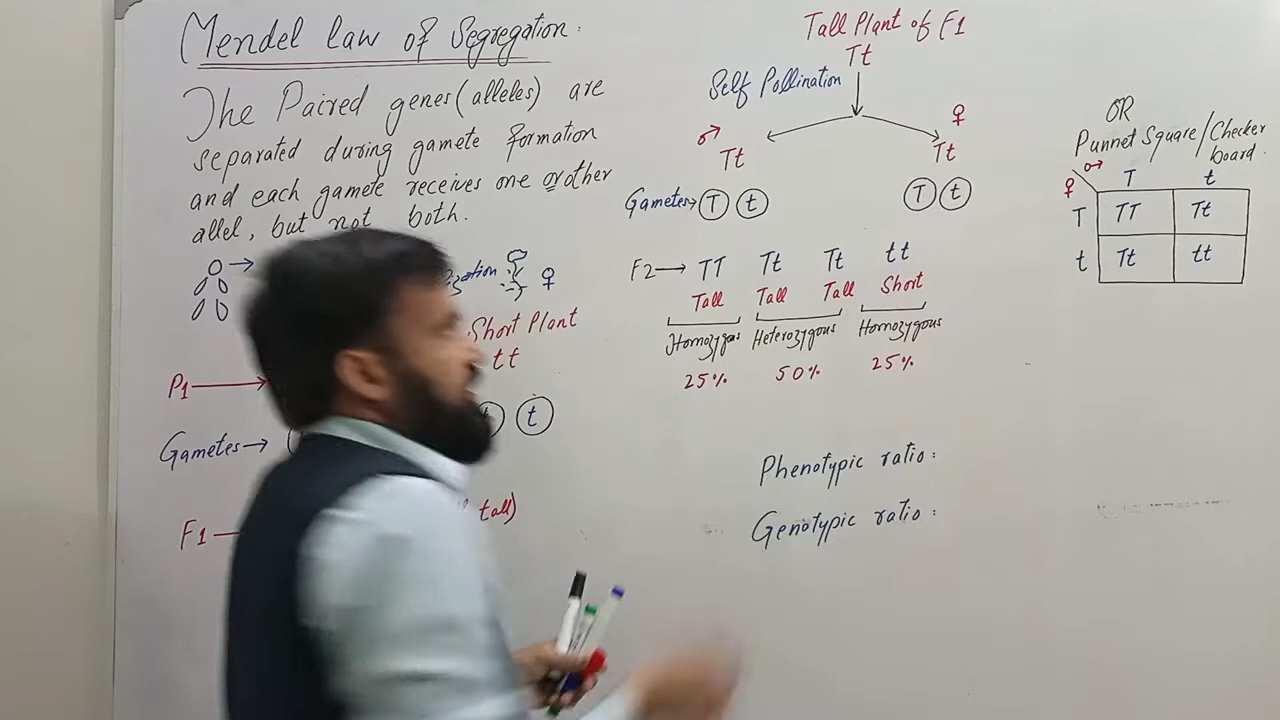 Mendel law of Segregation:
The Paired genes (alleles) are
separated during gamete formation
and each gamete receives one or other
allel, but not both.
♀
Short Plant
P1
tt
Gametes→
t
F1
tall)
Tall Plant of F1
Tt
Self Pollination
♂ ♀
Tt Tt
Gametes→ T t T t
F2→ TT Tt Tt tt
Tall Tall Tall Short
Homozygous Heterozygous Homozygous
25% 50% 25%
Phenotypic ratio:
Genotypic ratio:
OR
Punnet Square/Checker
board.
♀ ♂ T t
T TT Tt
t Tt tt